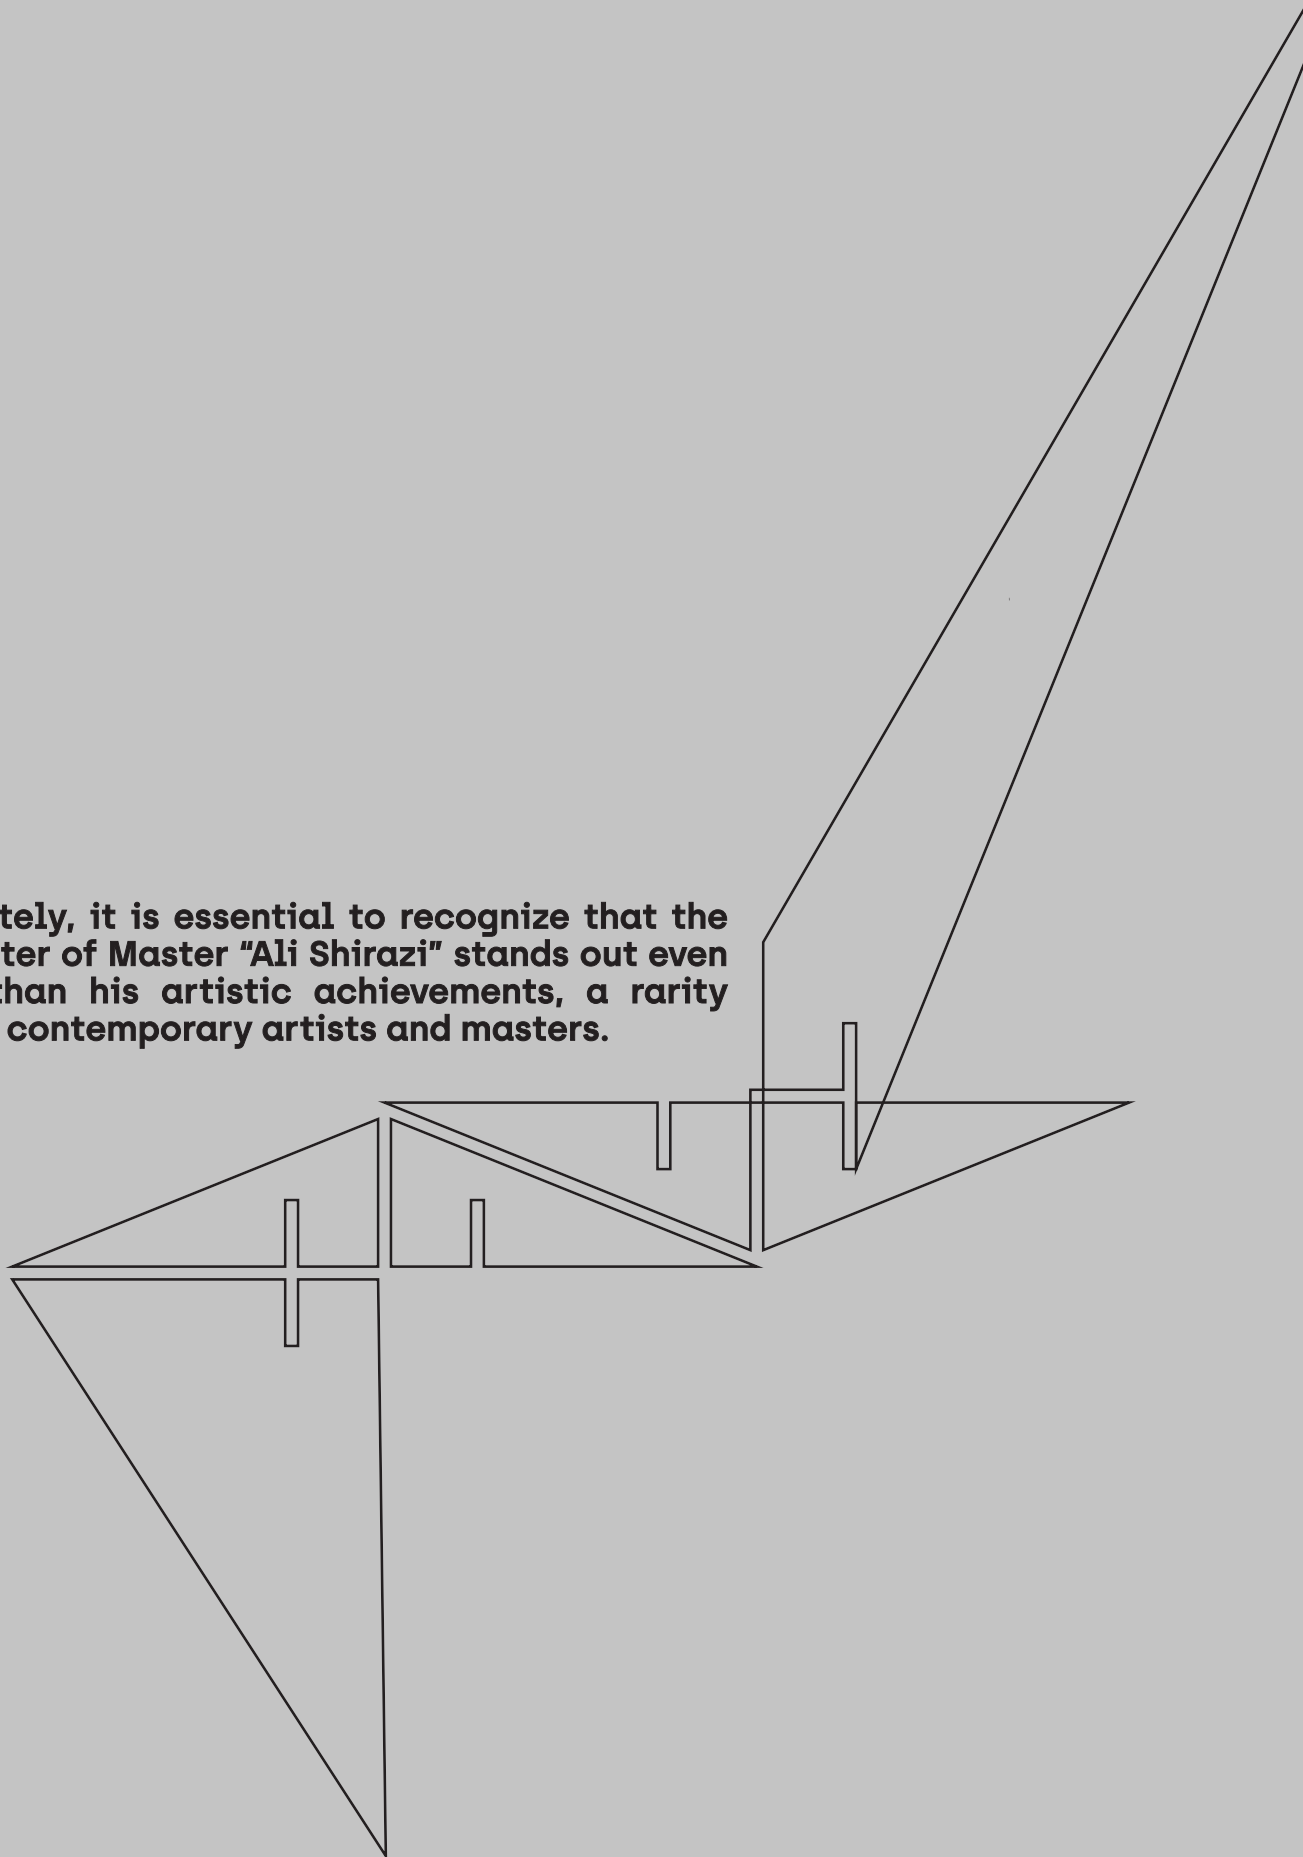 tely, it is essential to recognize that the
ter of Master “Ali Shirazi” stands out even
than his artistic achievements, a rarity
contemporary artists and masters.